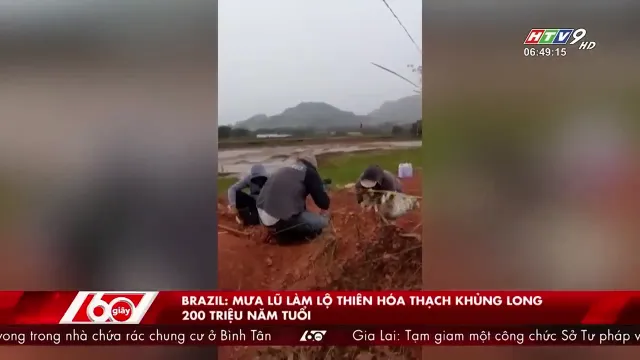 HTV9 HD
06:49:15
60 giây
BRAZIL: MƯA LŨ LÀM LỘ THIÊN HÓA THẠCH KHỦNG LONG
200 TRIỆU NĂM TUỔI
vong trong nhà chứa rác chung cư ở Bình Tân 60 Gia Lai: Tạm giam một công chức Sở Tư pháp v